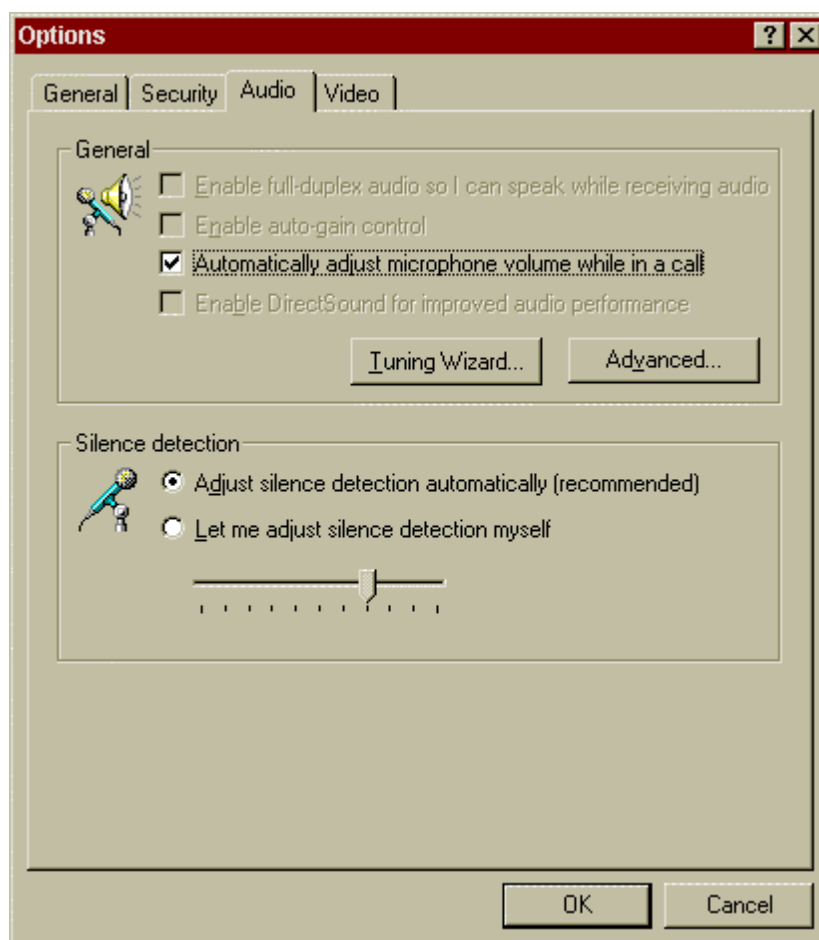 Options
General Security Audio Video
General
Enable full-duplex audio so I can speak while receiving audio
Enable auto-gain control
Automatically adjust microphone volume while in a call
Enable DirectSound for improved audio performance
Tuning Wizard... Advanced...
Silence detection
Adjust silence detection automatically (recommended)
Let me adjust silence detection myself
OK Cancel